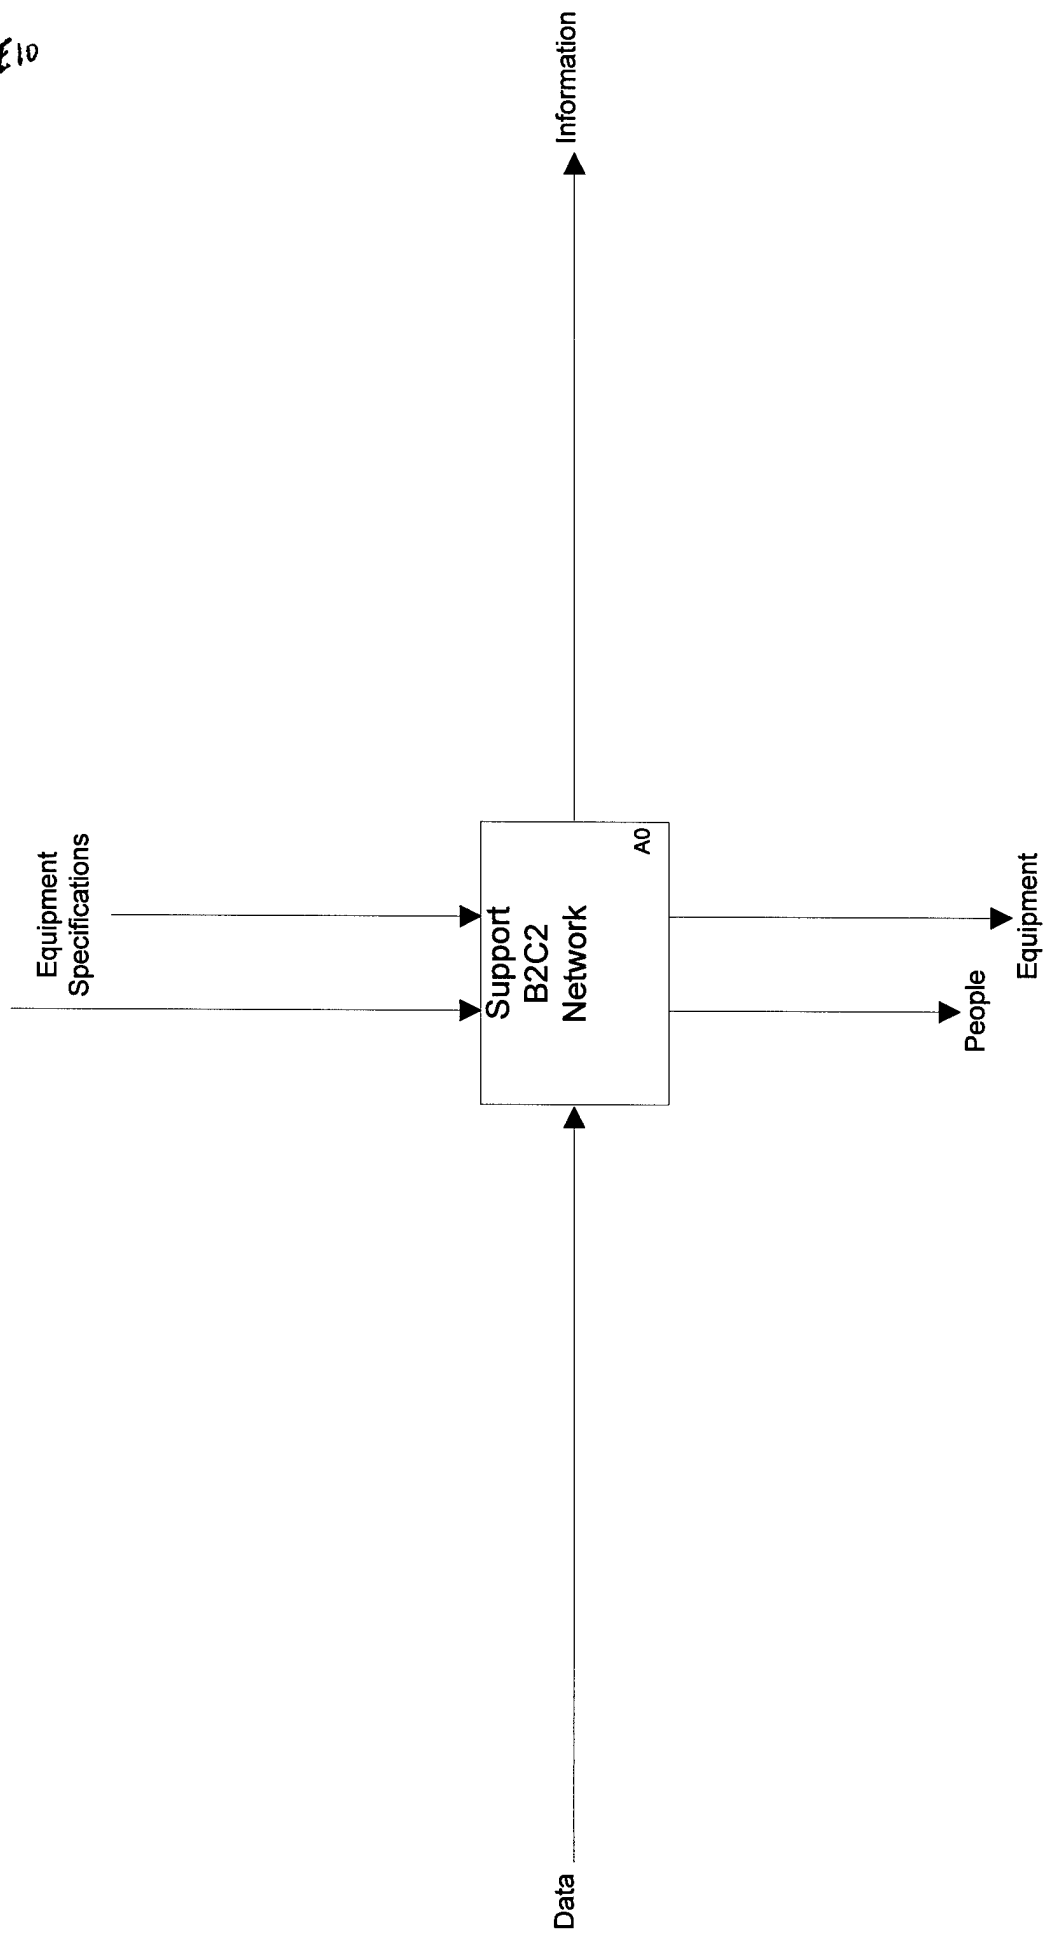 Equipment
Specifications
Data
Support
B2C2
Network
A0
Information
People
Equipment